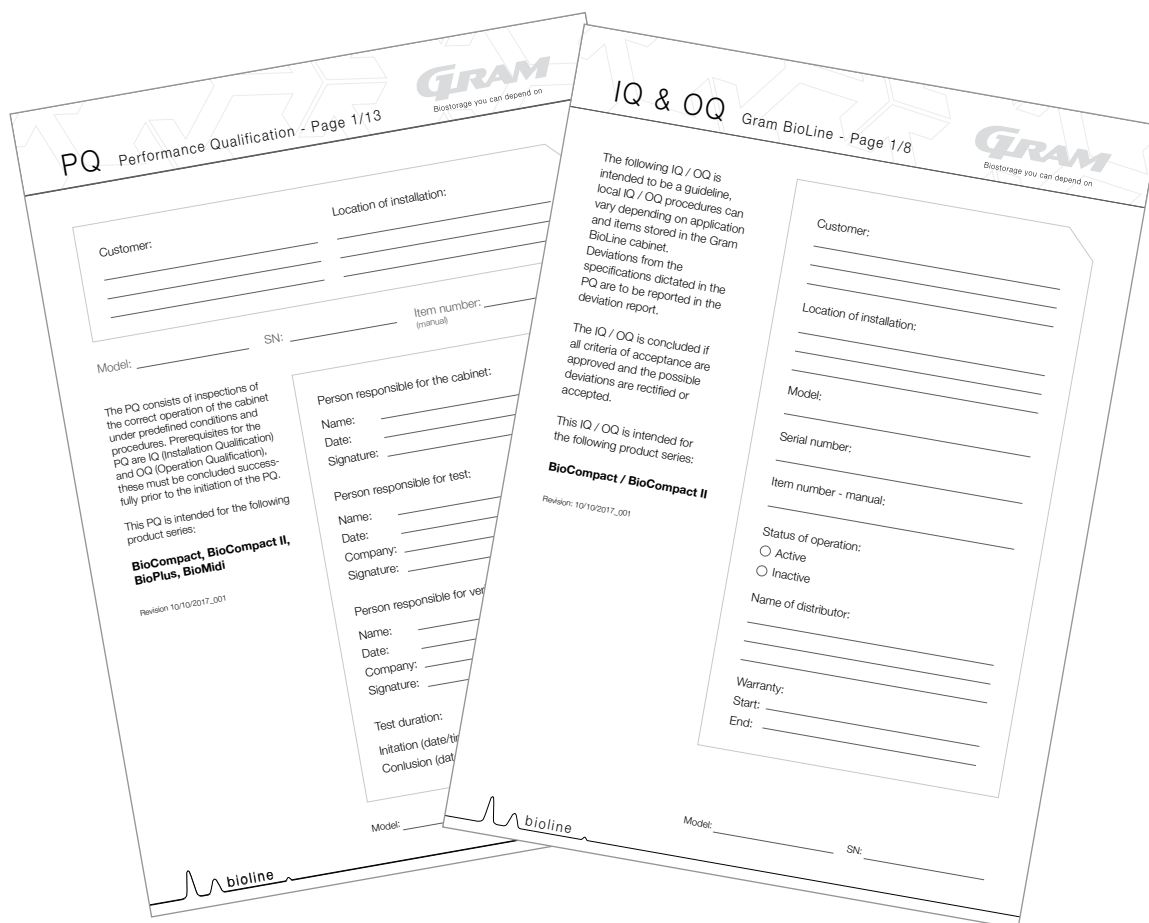 PQ Performance Qualification - Page 1/13
GRAM
Biostorage you can depend on
Customer:
Location of installation:
Model:
SN:
Item number:
(manual)
The PQ consists of inspections of
the correct operation of the cabinet
under predefined conditions and
procedures. Prerequisites for the
PQ are IQ (Installation Qualification)
and OQ (Operation Qualification),
these must be concluded success-
fully prior to the initiation of the PQ.
This PQ is intended for the following
product series:
BioCompact, BioCompact II,
BioPlus, BioMidi
Revision 10/10/2017_001
Person responsible for the cabinet:
Name:
Date:
Signature:
Person responsible for test:
Name:
Date:
Company:
Signature:
Person responsible for
Name:
Date:
Company:
Signature:
Test duration:
Initation
Conlusion
Model:
bioline
IQ & OQ Gram BioLine - Page 1/8
GRAM
Biostorage you can depend on
The following IQ / OQ is
intended to be a guideline,
local IQ / OQ procedures can
vary depending on application
and items stored in the Gram
BioLine cabinet.
Deviations from the
specifications dictated in the
PQ are to be reported in the
deviation report.
The IQ / OQ is concluded if
all criteria of acceptance are
approved and the possible
deviations are rectified or
accepted.
This IQ / OQ is intended for
the following product series:
BioCompact / BioCompact II
Revision: 10/10/2017_001
Customer:
Location of installation:
Model:
Serial number:
Item number - manual:
Status of operation:
Active
Inactive
Name of distributor:
Warranty:
Start:
End:
Model:
SN:
bioline